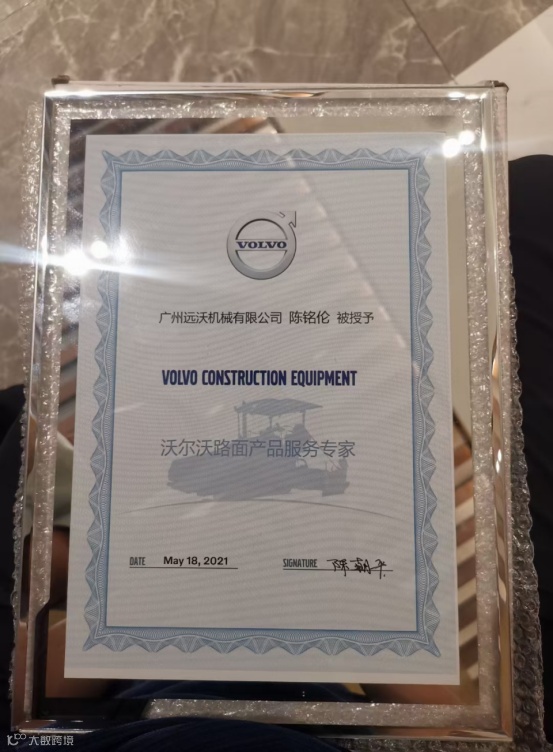 VOLVO
广州远沃机械有限公司 陈铭伦 被授予
VOLVO CONSTRUCTION EQUIPMENT
沃尔沃路面产品服务专家
DATE May 18, 2021 SIGNATURE
大数跨境